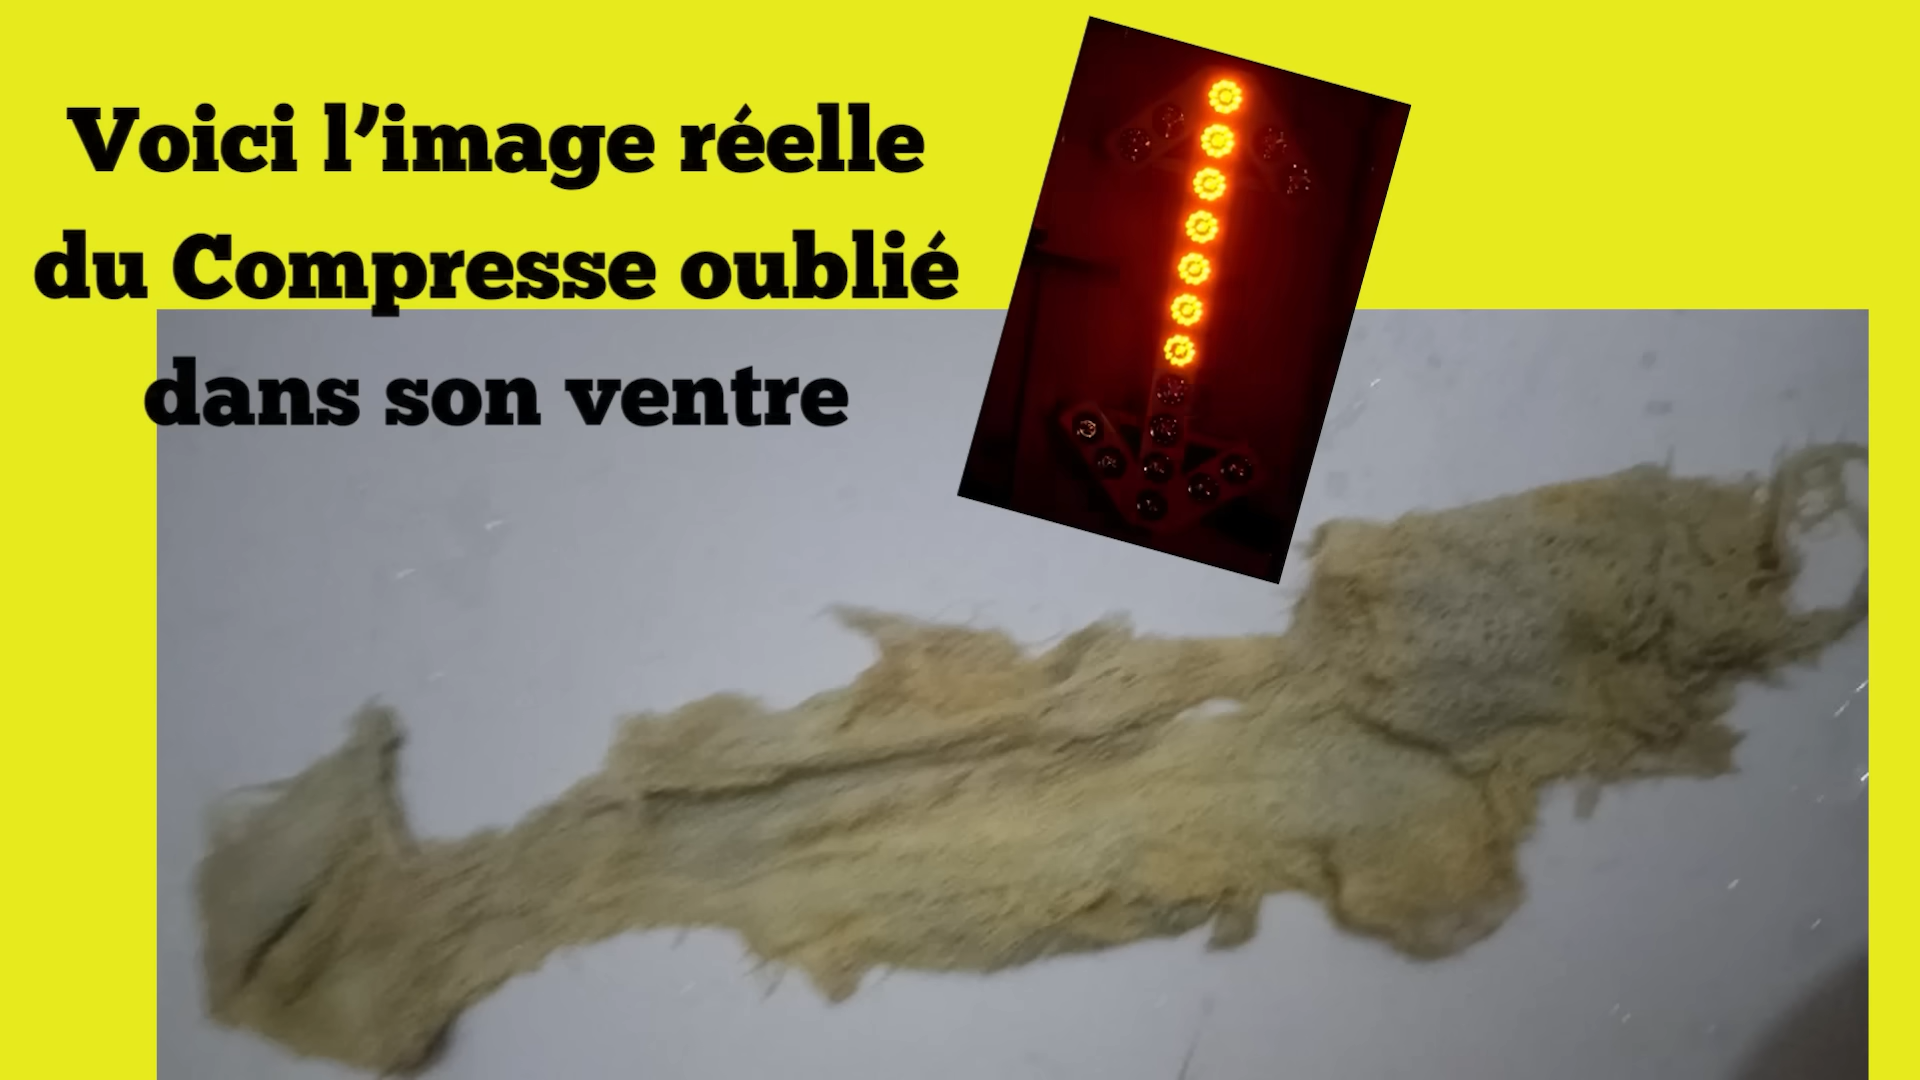 Voici l’image réelle
du Compresse oublié
dans son ventre